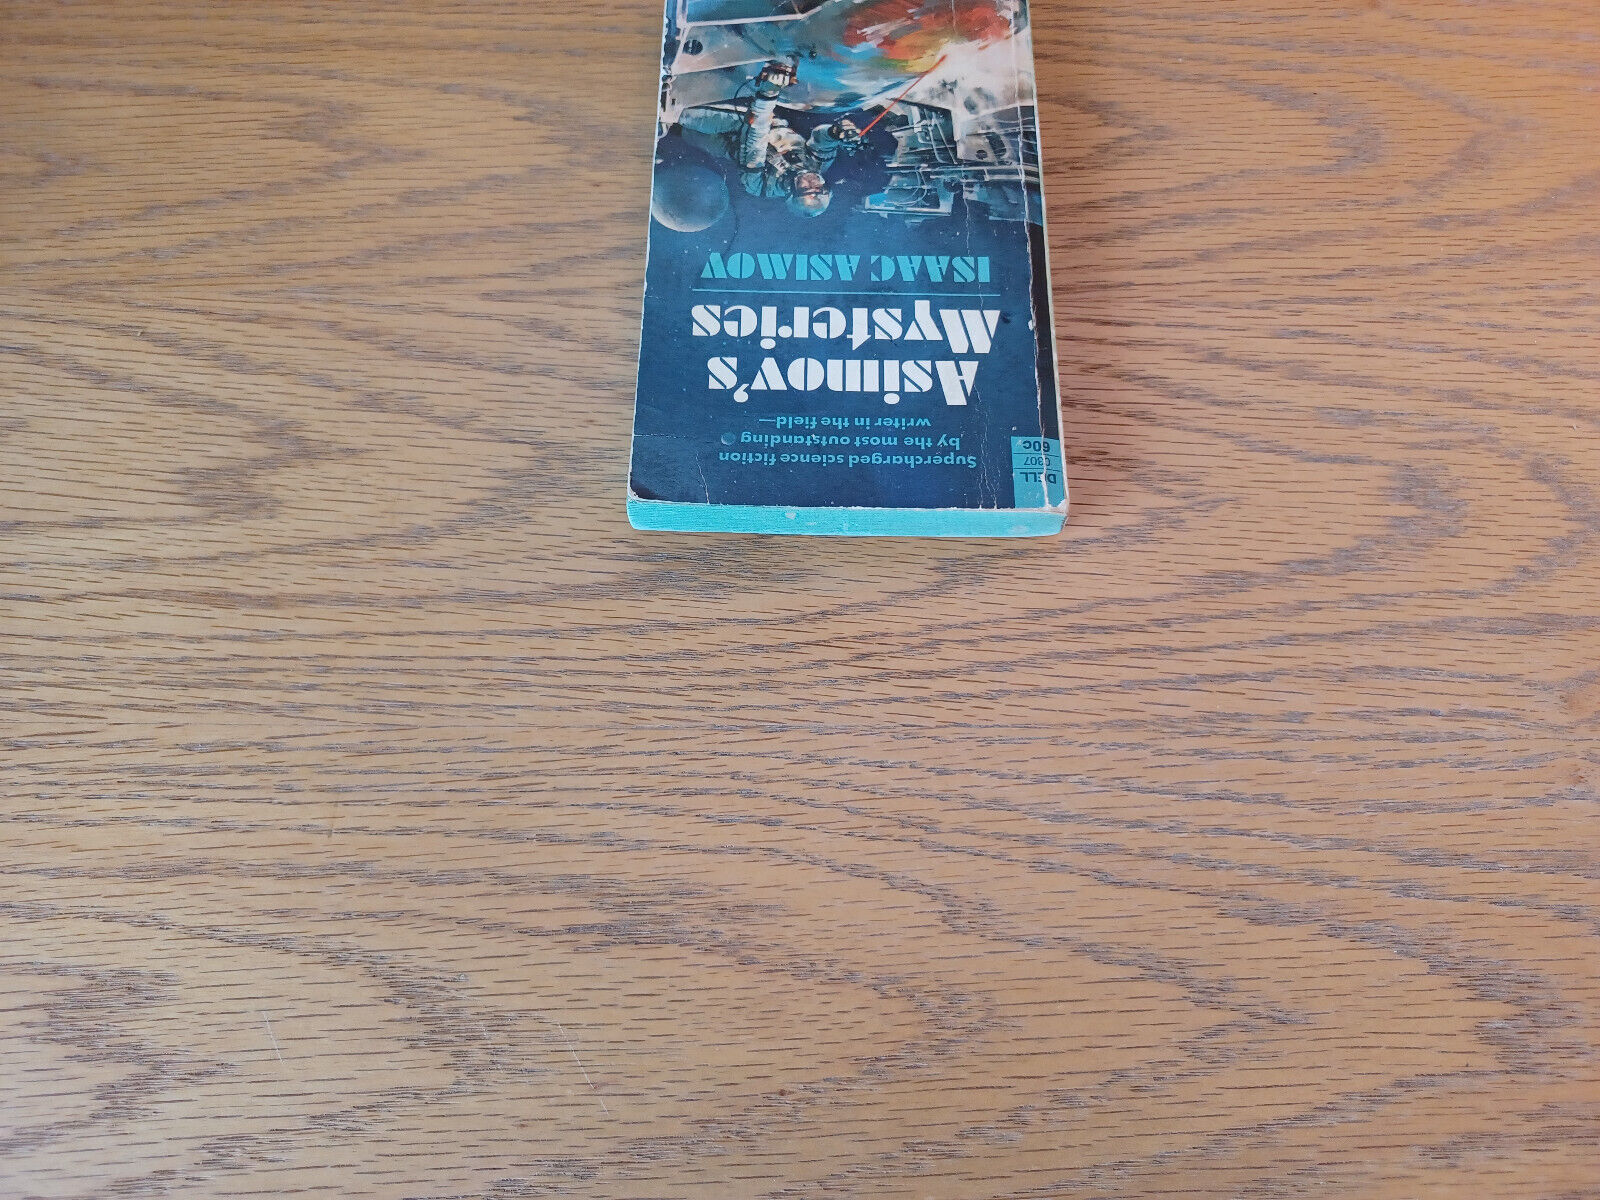 DELL
0307
60c
Supercharged science fiction
by the most outstanding
writer in the field—
Asimov's
Mysteries
ISAAC ASIMOV